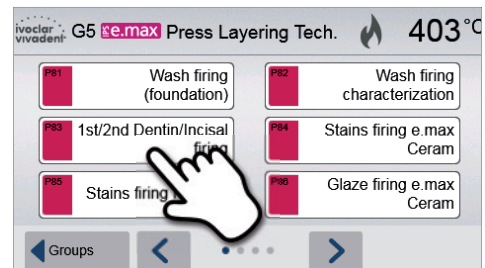 ivoclar
vivadent
G5 e.max Press Layering Tech.
403°C
P81
Wash firing
(foundation)
P82
Wash firing
characterization
P83
1st/2nd Dentin/Incisal
firing
P84
Stains firing e.max
Ceram
P85
Stains firing
P86
Glaze firing e.max
Ceram
Groups